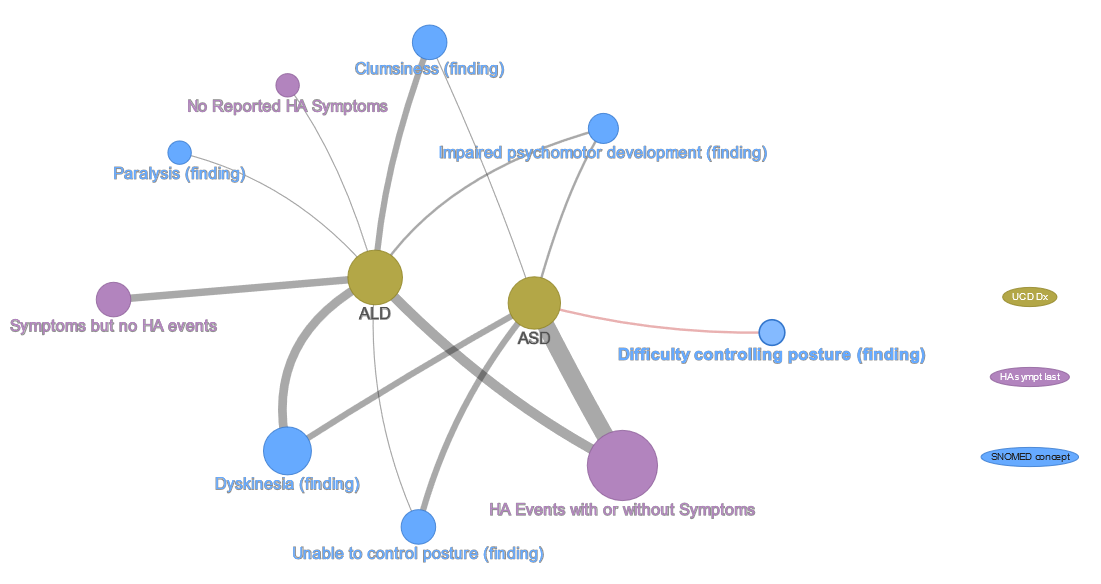 Clumsiness (finding)
No Reported HA Symptoms
Impaired psychomotor development (finding)
Paralysis (finding)
UCD Dx
ALD
Symptoms but no HA events
ASD
Difficulty controlling posture (finding)
HA sympt last
SNOMED concept
Dyskinesia (finding)
HA Events with or without Symptoms
Unable to control posture (finding)